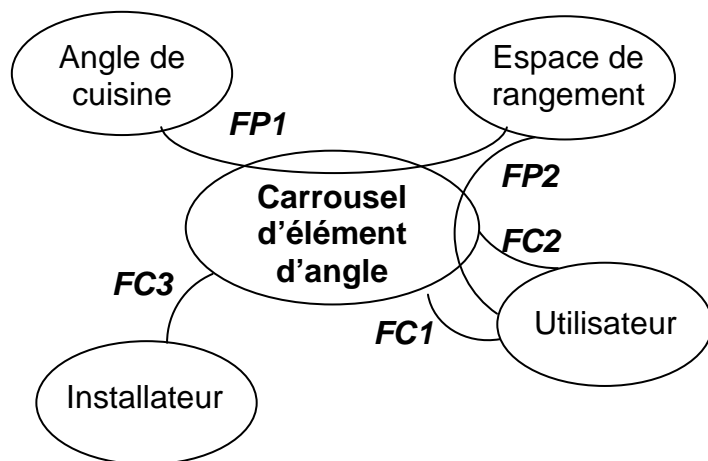 Angle de
cuisine
Espace de
rangement
FP1
FP2
Carrousel
d'élément
d'angle
FC2
FC3
FC1
Utilisateur
Installateur